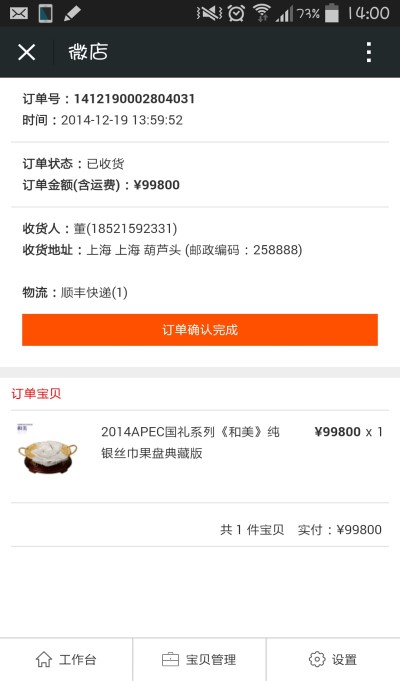 73% 14:00
微店
订单号：1412190002804031
时间：2014-12-19 13:59:52
订单状态：已收货
订单金额(含运费)：¥99800
收货人：董(18521592331)
收货地址：上海 上海 葫芦头 (邮政编码：258888)
物流：顺丰快递(1)
订单确认完成
订单宝贝
和美
2014APEC国礼系列《和美》纯 ¥99800 x 1
银丝巾果盘典藏版
共 1 件宝贝 实付：¥99800
工作台 宝贝管理 设置